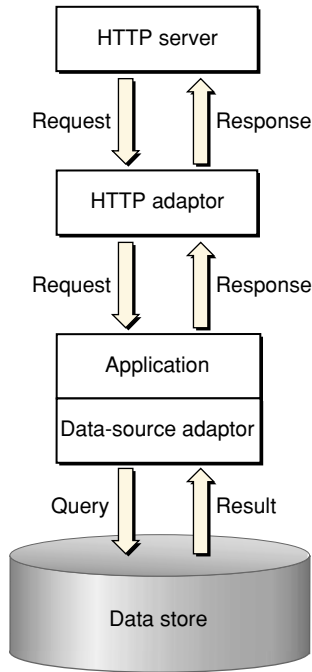 HTTP server
Request
Response
HTTP adaptor
Request
Response
Application
Data-source adaptor
Query
Result
Data store